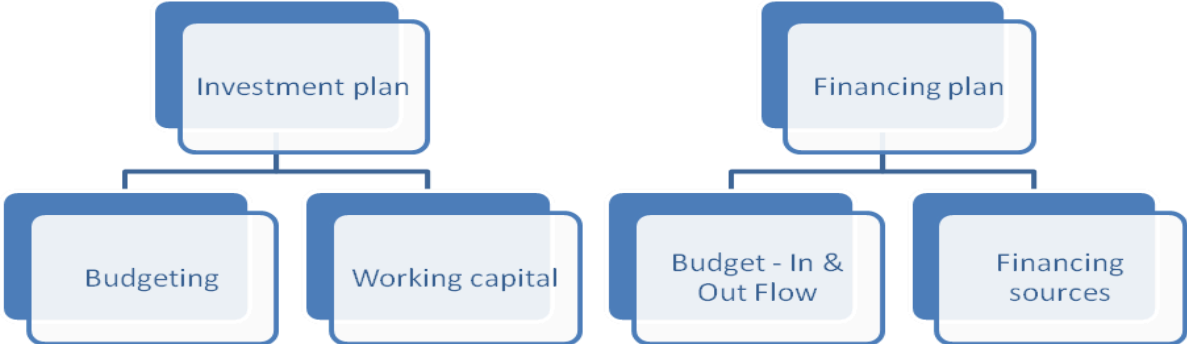 Investment plan
Financing plan
Budgeting
Working capital
Budget - In &
Out Flow
Financing
sources